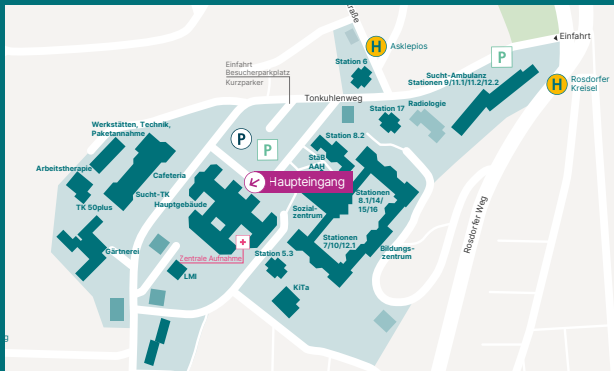 raße
H
Asklepios
Einfahrt
P
Station 6
Einfahrt
Besucherparkplatz
Kurzparker
Sucht-Ambulanz
Stationen 9/11.1/11.2/12.2
H
Rosdorfer
Kreisel
Tonkuhlenweg
Radiologie
Station 17
Werkstätten, Technik,
Paketannahme
P
P
Station 8.2
StäB
AAH
Arbeitstherapie
Cafeteria
Haupteingang
Sucht-TK
Hauptgebäude
TK 50plus
Stationen
8.1/14/
15/16
Sozial-
zentrum
Rosdorfer Weg
Stationen
7/10/12.1
Bildungs-
zentrum
Gärtnerei
Zentrale Aufnahme
Station 5.3
LMI
KiTa
g